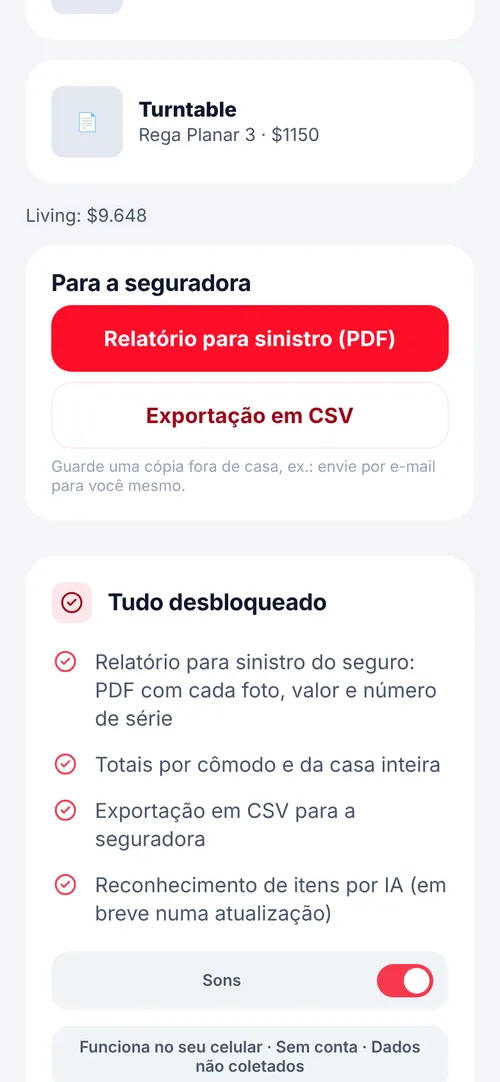 Turntable
Rega Planar 3 · $1150
Living: $9.648
Para a seguradora
Relatório para sinistro (PDF)
Exportação em CSV
Guarde uma cópia fora de casa, ex.: envie por e-mail
para você mesmo.
Tudo desbloqueado
Relatório para sinistro do seguro:
PDF com cada foto, valor e número
de série
Totais por cômodo e da casa inteira
Exportação em CSV para a
seguradora
Reconhecimento de itens por IA (em
breve numa atualização)
Sons
Funciona no seu celular · Sem conta · Dados
não coletados